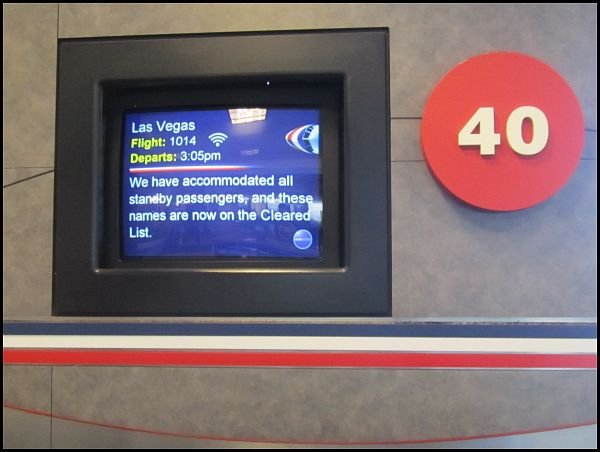 Las Vegas
Flight: 1014
Departs: 3:05pm
We have accommodated all
standby passengers, and these
names are now on the Cleared
List.
40